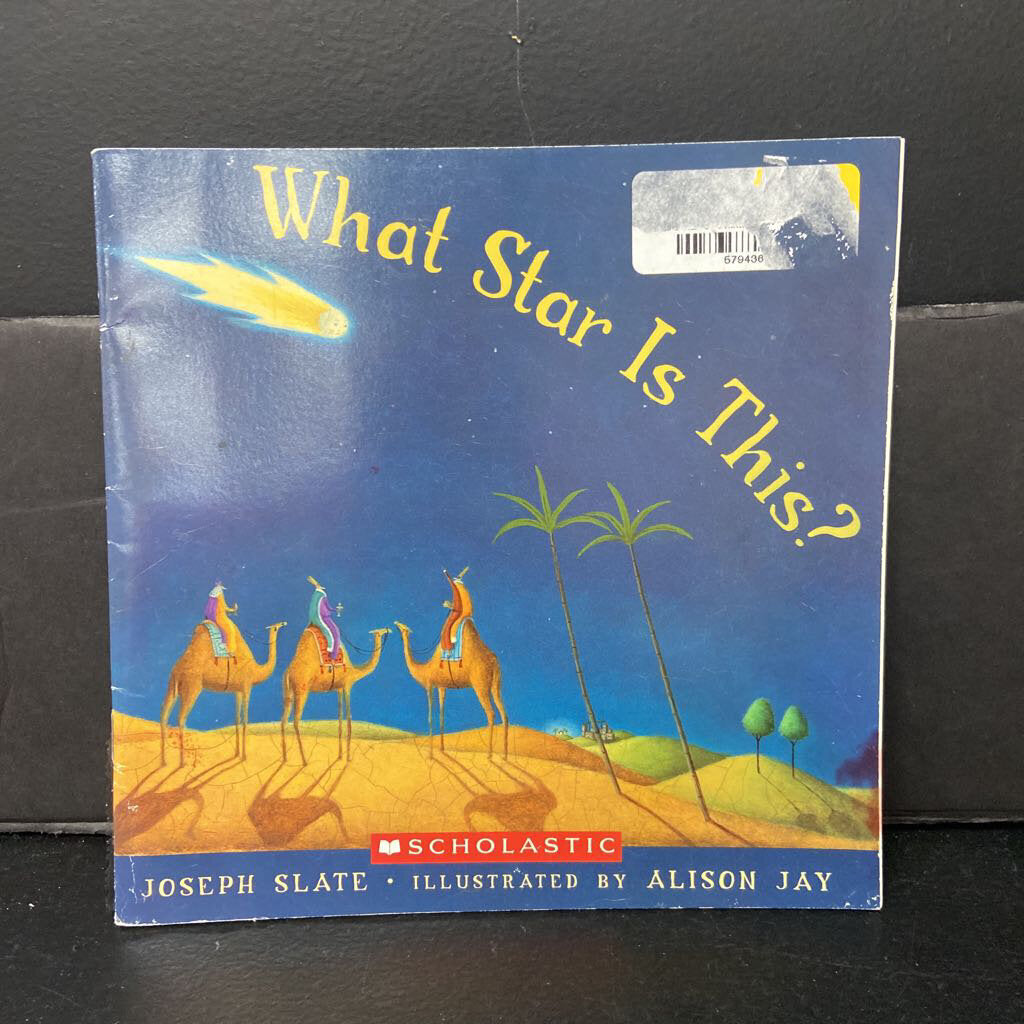 What Star Is This?
579436
SCHOLASTIC
JOSEPH SLATE • ILLUSTRATED BY ALISON JAY